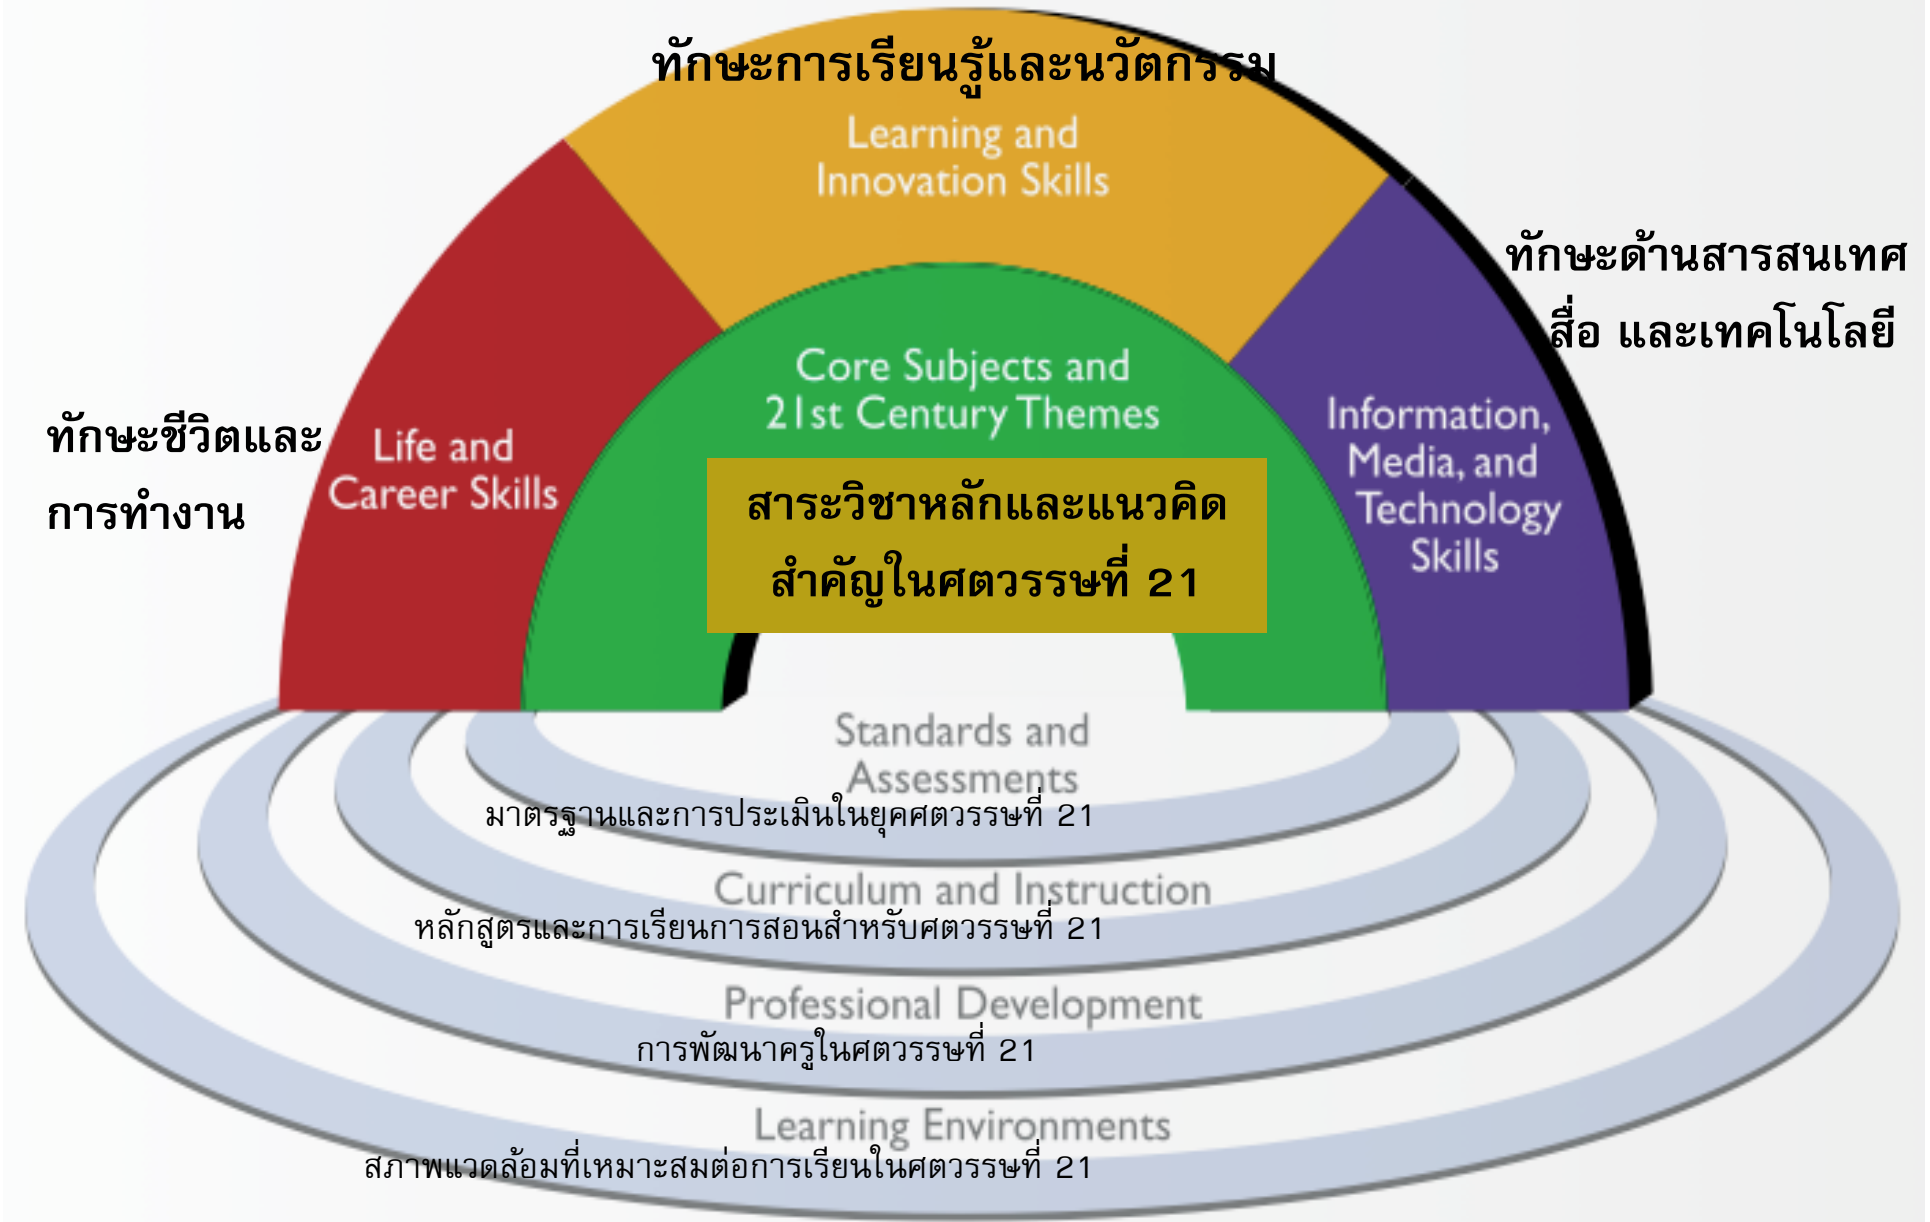 ทักษะการเรียนรู้และนวัตกรรม
Learning and
Innovation Skills
ทักษะด้านสารสนเทศ
สื่อ และเทคโนโลยี
Core Subjects and
21st Century Themes
ทักษะชีวิตและ
การทำงาน
Life and
Career Skills
สาระวิชาหลักและแนวคิด
สำคัญในศตวรรษที่ 21
Information,
Media, and
Technology
Skills
Standards and
Assessments
มาตรฐานและการประเมินในยุคศตวรรษที่ 21
Curriculum and Instruction
หลักสูตรและการเรียนการสอนสำหรับศตวรรษที่ 21
Professional Development
การพัฒนาครูในศตวรรษที่ 21
Learning Environments
สภาพแวดล้อมที่เหมาะสมต่อการเรียนในศตวรรษที่ 21